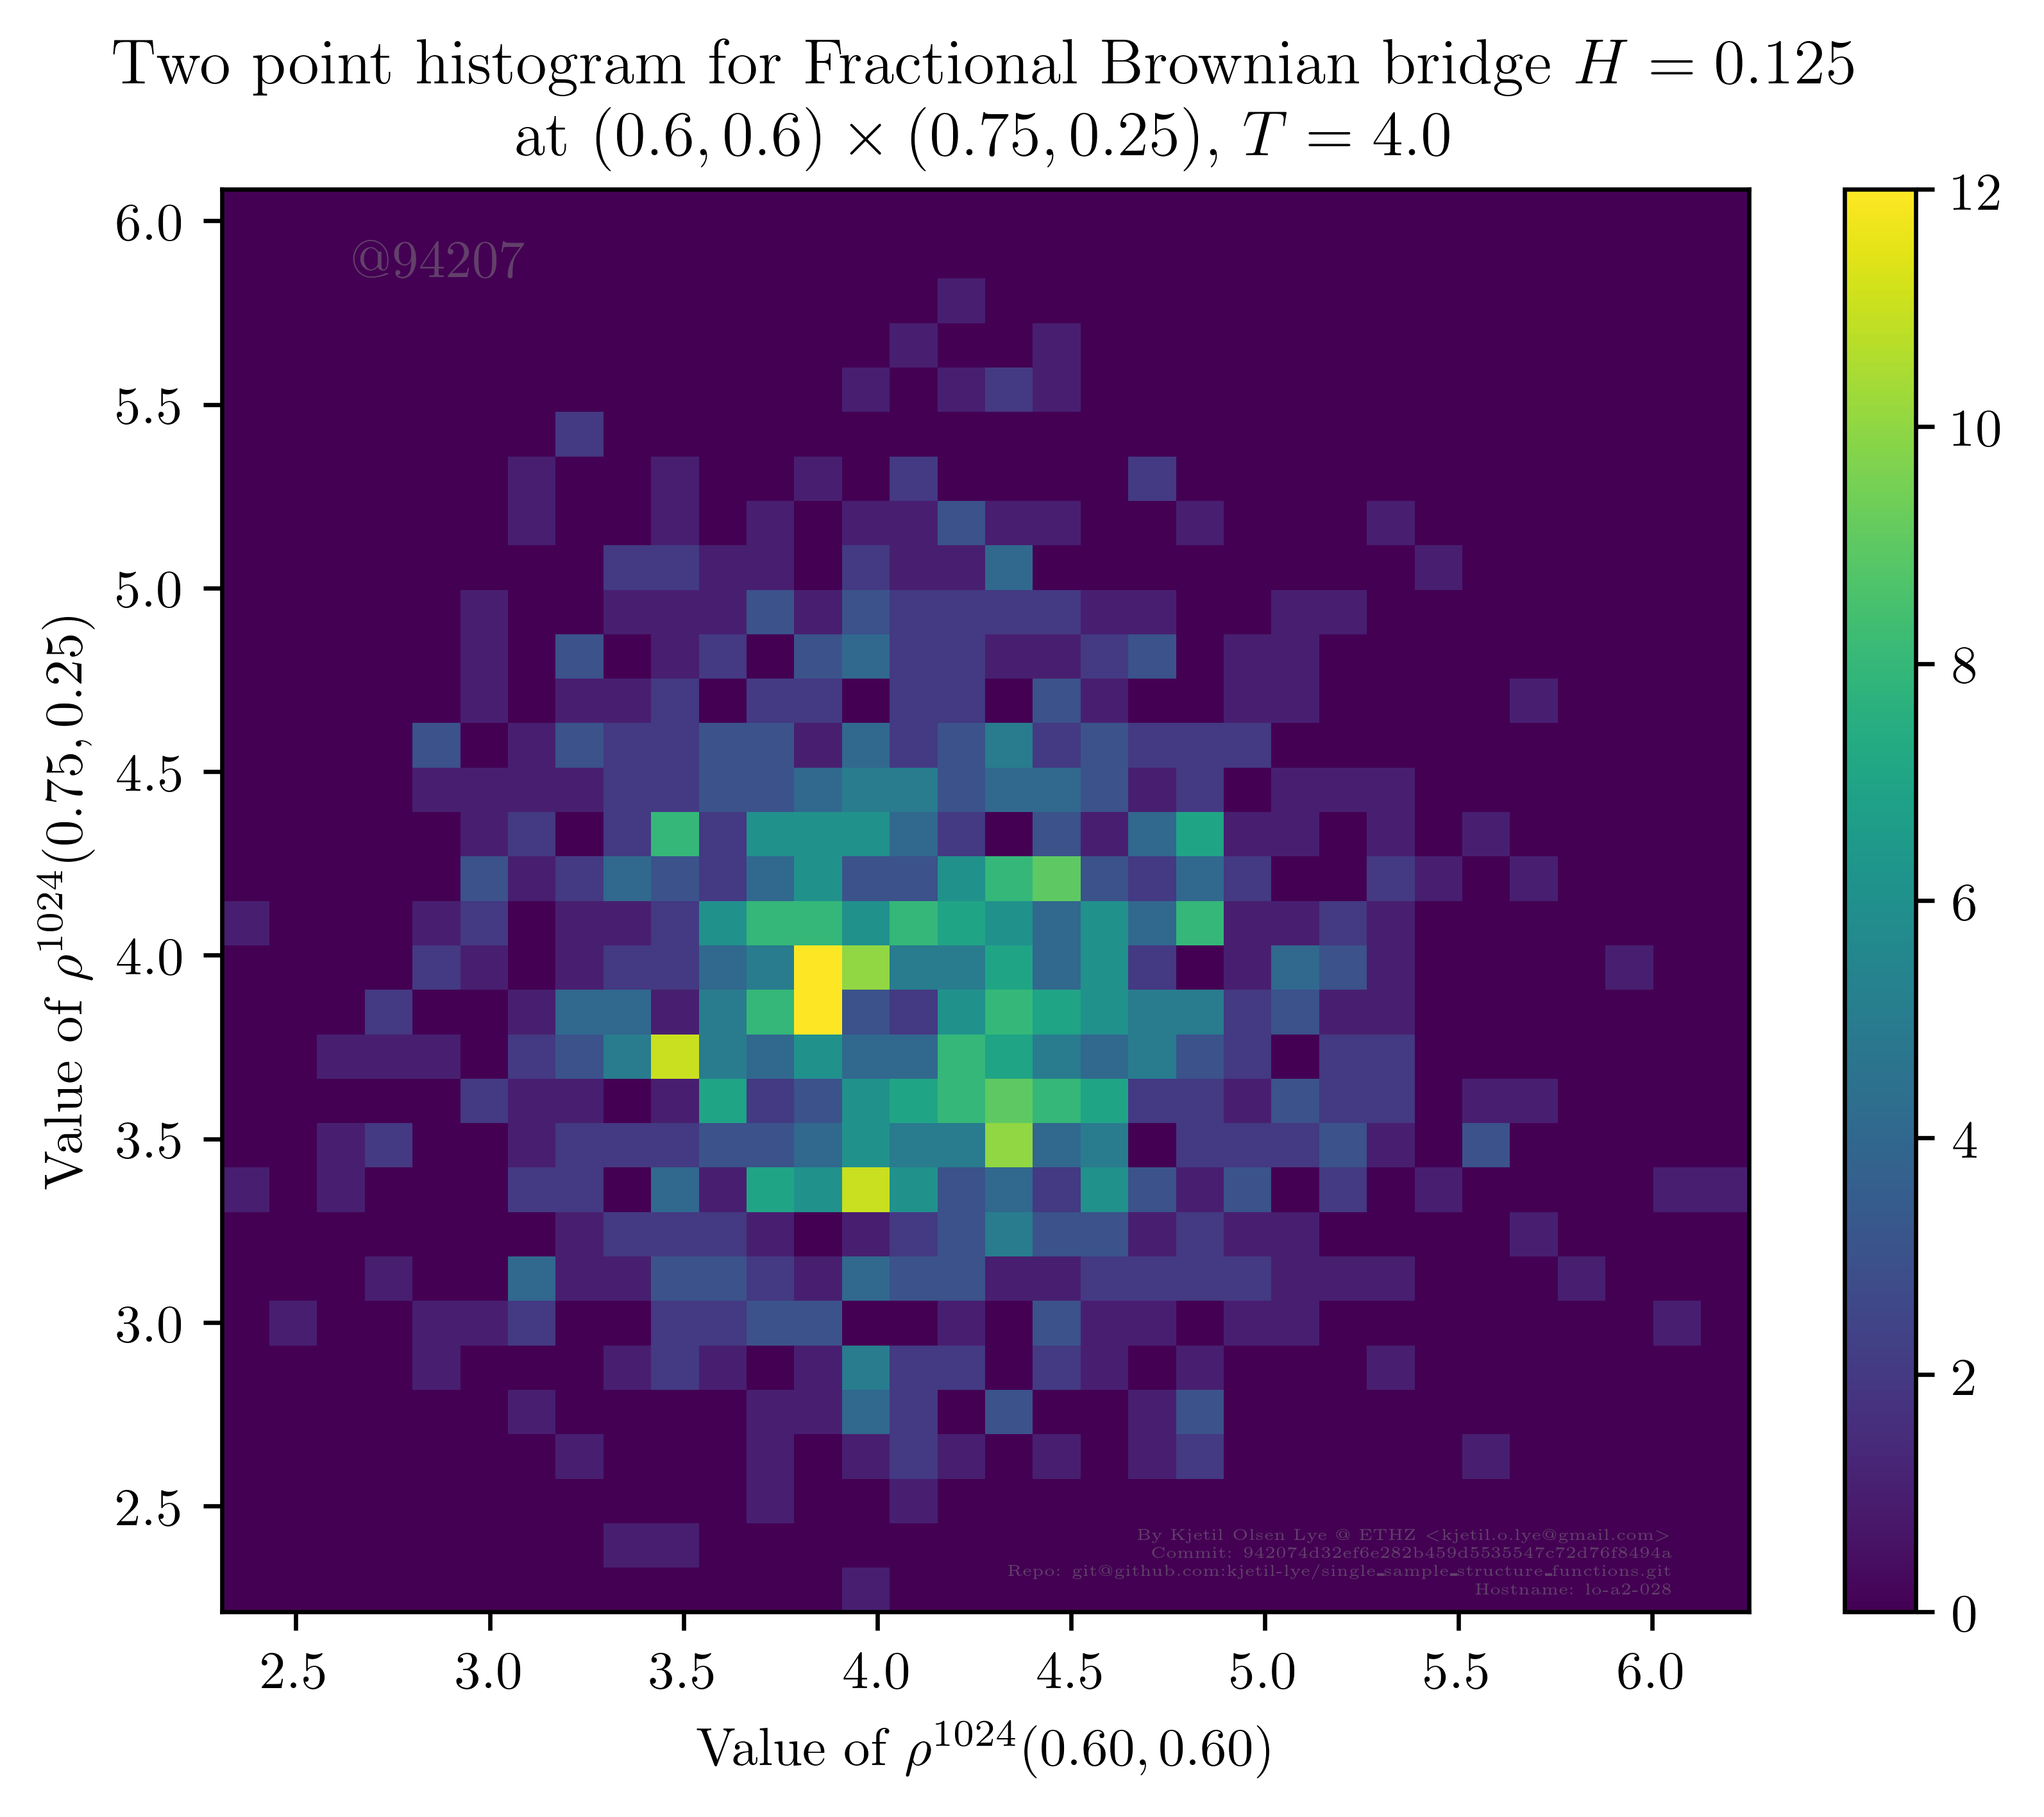 Two point histogram for Fractional Brownian bridge H = 0.125
at (0.6, 0.6) × (0.75, 0.25), T = 4.0
@94207
6.0
5.5
5.0
4.5
4.0
3.5
3.0
2.5
Value of ρ^1024(0.75, 0.25)
2.5 3.0 3.5 4.0 4.5 5.0 5.5 6.0
Value of ρ^1024(0.60, 0.60)
12
10
8
6
4
2
0
By Kjetil Olsen Lye @ ETHZ <kjetil.o.lye@gmail.com>
Commit: 942074d32ef6e282b459d5535547c72d76f8494a
Repo: git@github.com:kjetil-lye/single_sample_structure_functions.git
Hostname: lo-a2-028